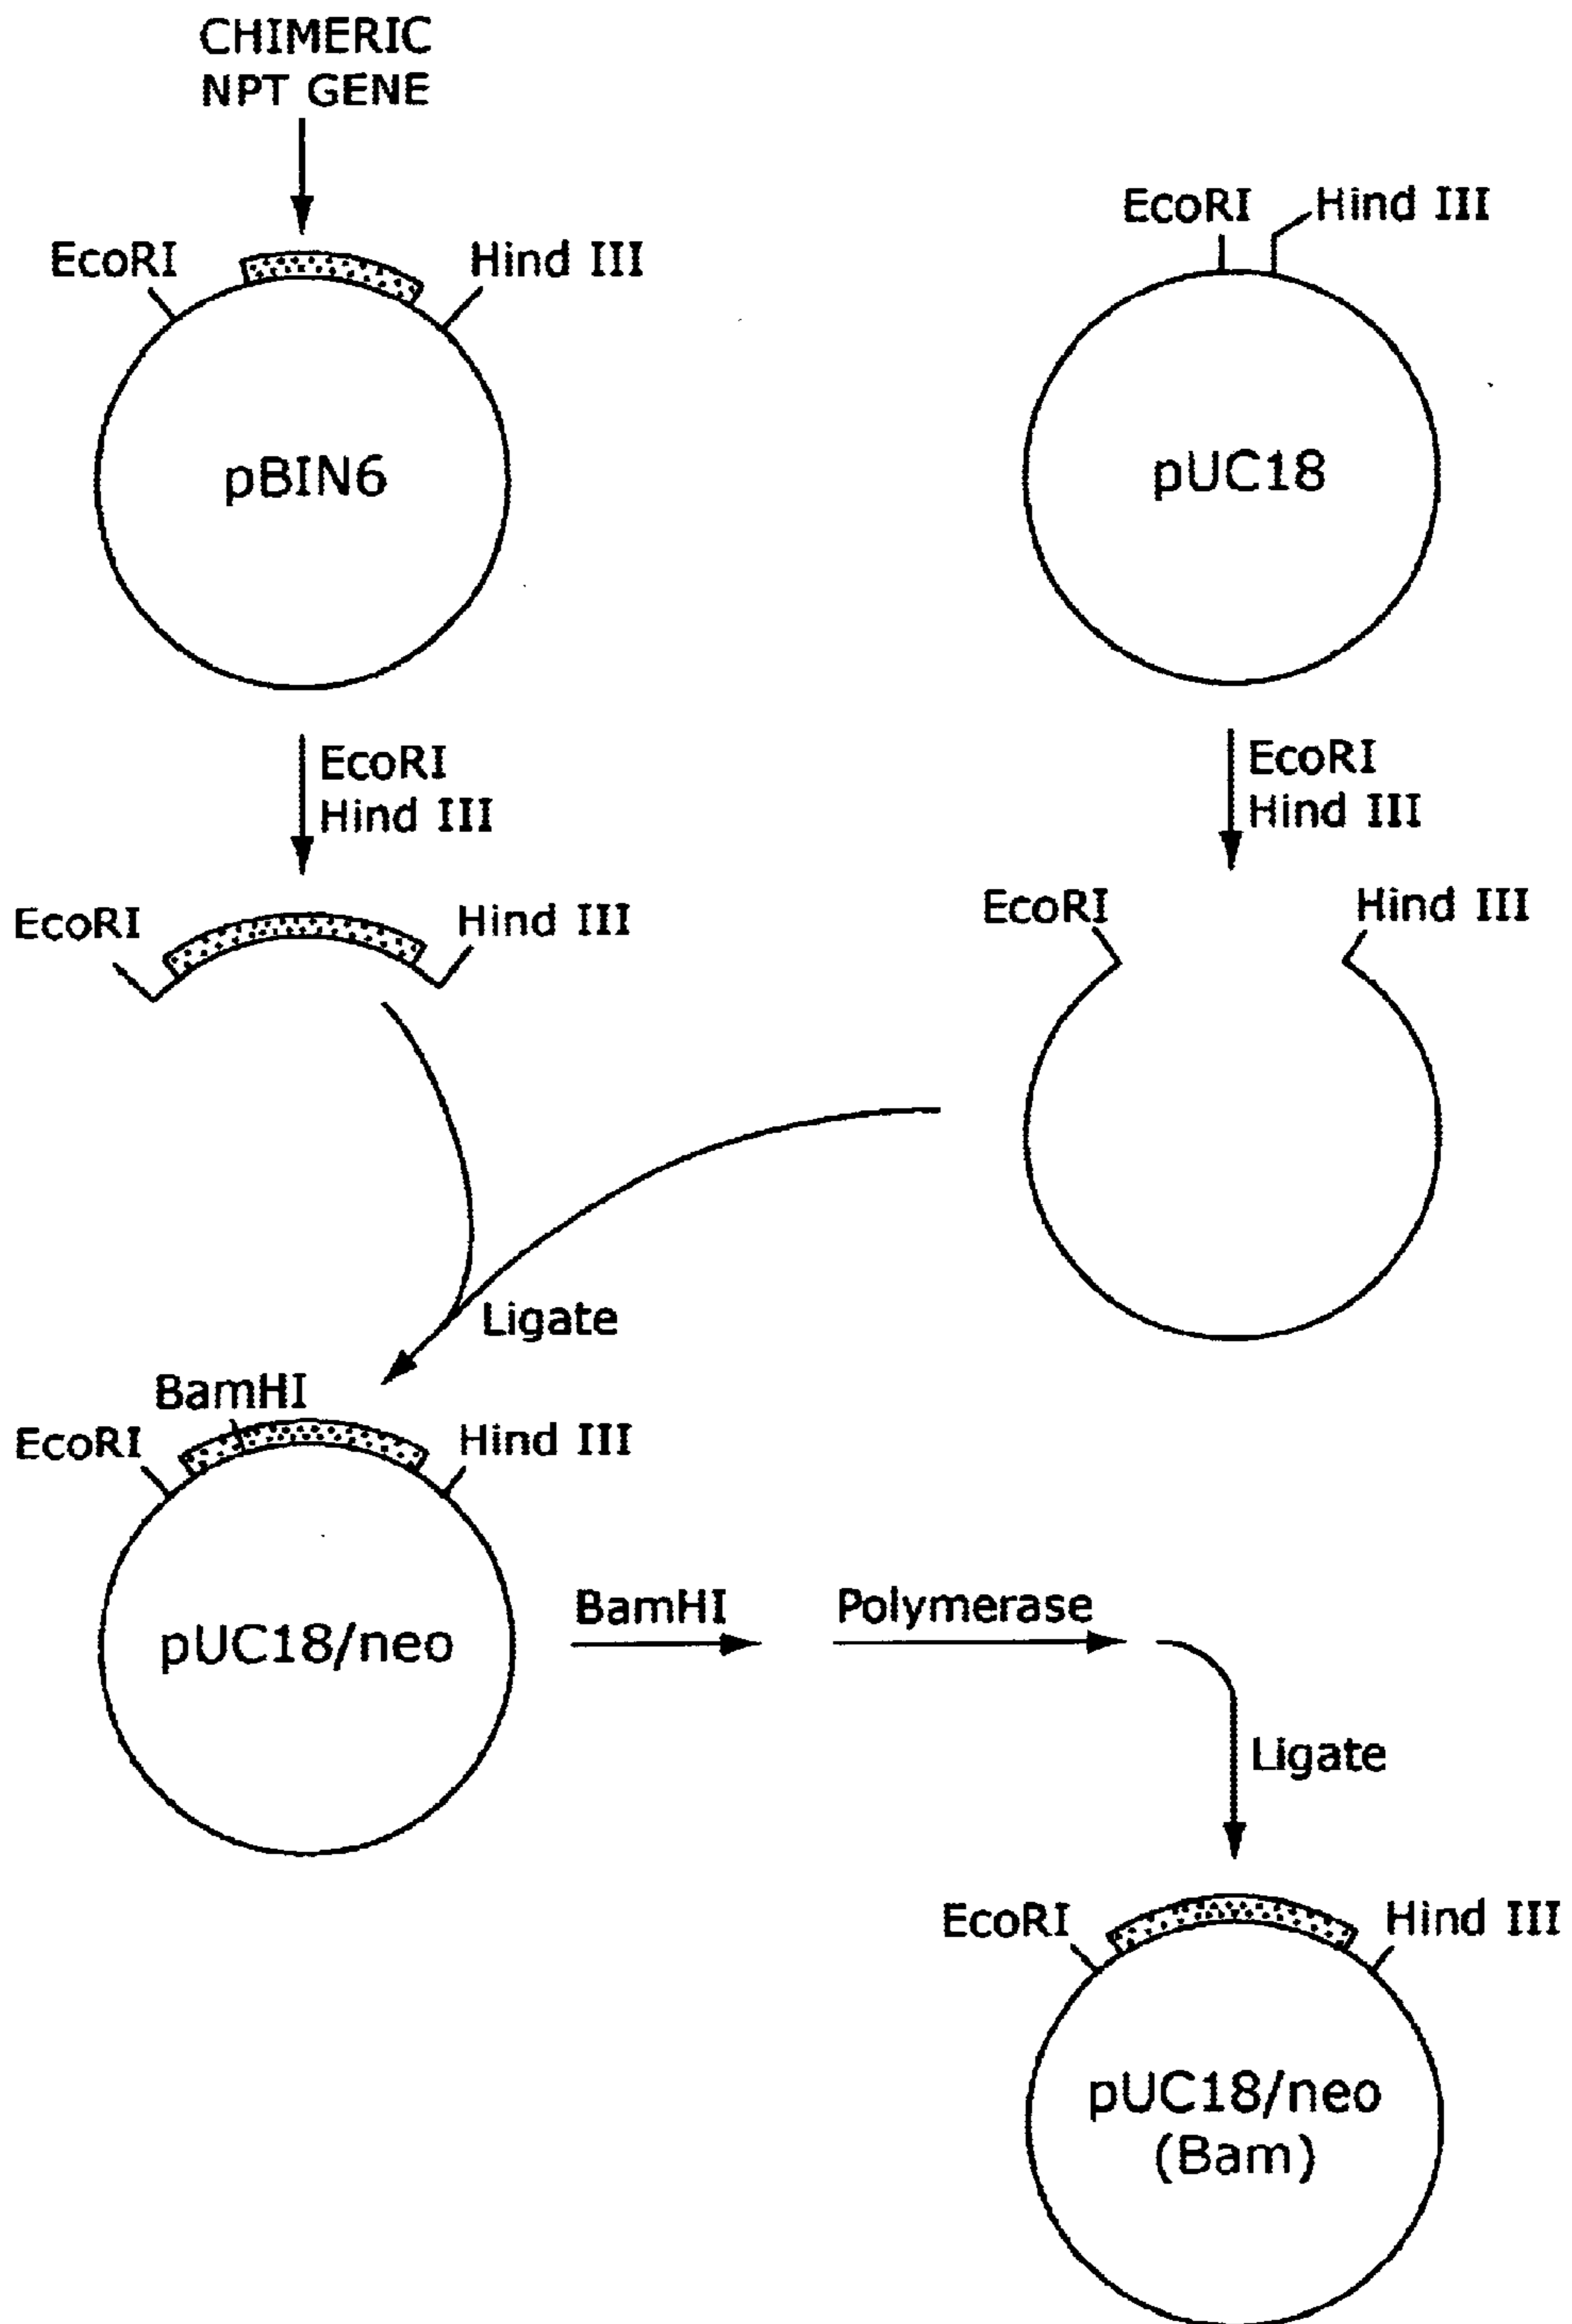 CHIMERIC
NPT GENE
EcoRI
Hind III
pBIN6
EcoRI
Hind III
pUC18
EcoRI
Hind III
EcoRI
Hind III
EcoRI
Hind III
EcoRI
Hind III
Ligate
BamHI
EcoRI
Hind III
pUC18/neo
BamHI
Polymerase
Ligate
EcoRI
Hind III
pUC18/neo
(Bam)